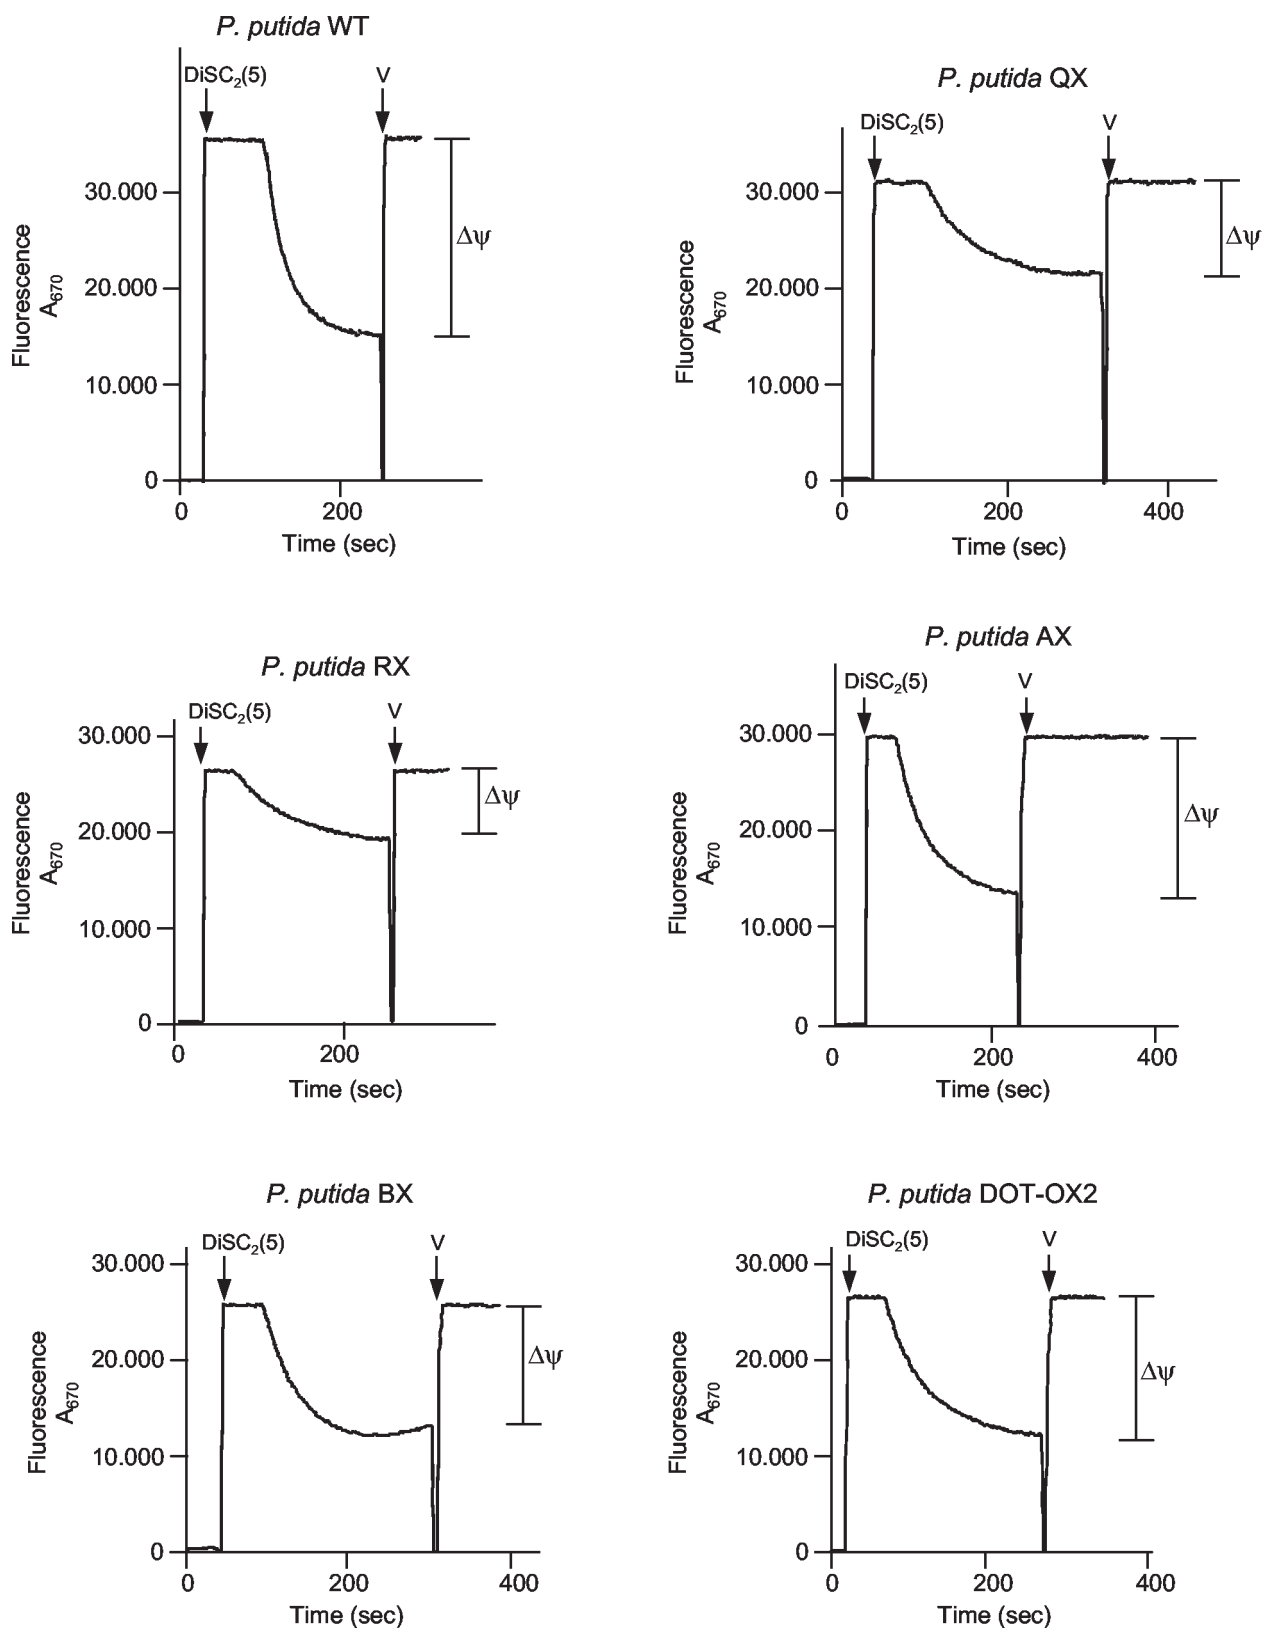 P. putida WT
DiSC₂(5) V
30.000
20.000
10.000
0
0 200
Time (sec)
Fluorescence
A₆₇₀
Δψ
P. putida QX
DiSC₂(5) V
30.000
20.000
10.000
0
0 200 400
Time (sec)
Fluorescence
A₆₇₀
Δψ
P. putida RX
DiSC₂(5) V
30.000
20.000
10.000
0
0 200
Time (sec)
Fluorescence
A₆₇₀
Δψ
P. putida AX
DiSC₂(5) V
30.000
20.000
10.000
0
0 200 400
Time (sec)
Fluorescence
A₆₇₀
Δψ
P. putida BX
DiSC₂(5) V
30.000
20.000
10.000
0
0 200 400
Time (sec)
Fluorescence
A₆₇₀
Δψ
P. putida DOT-OX2
DiSC₂(5) V
30.000
20.000
10.000
0
0 200 400
Time (sec)
Fluorescence
A₆₇₀
Δψ